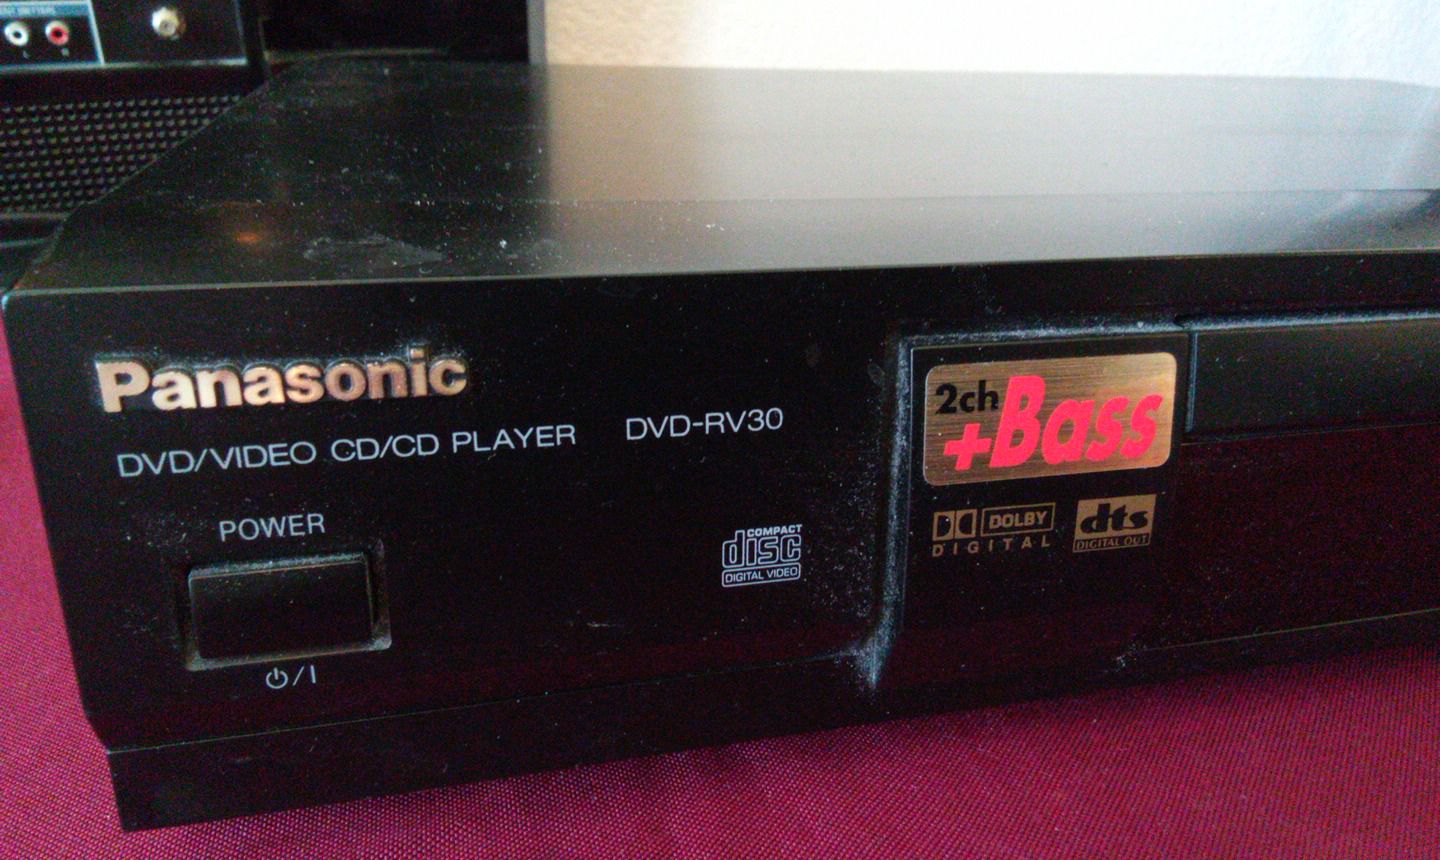 L R
Panasonic
DVD/VIDEO CD/CD PLAYER DVD-RV30
POWER
⏻/I
COMPACT
disc
DIGITAL VIDEO
2ch
+Bass
DOLBY
DIGITAL
dts
DIGITAL OUT